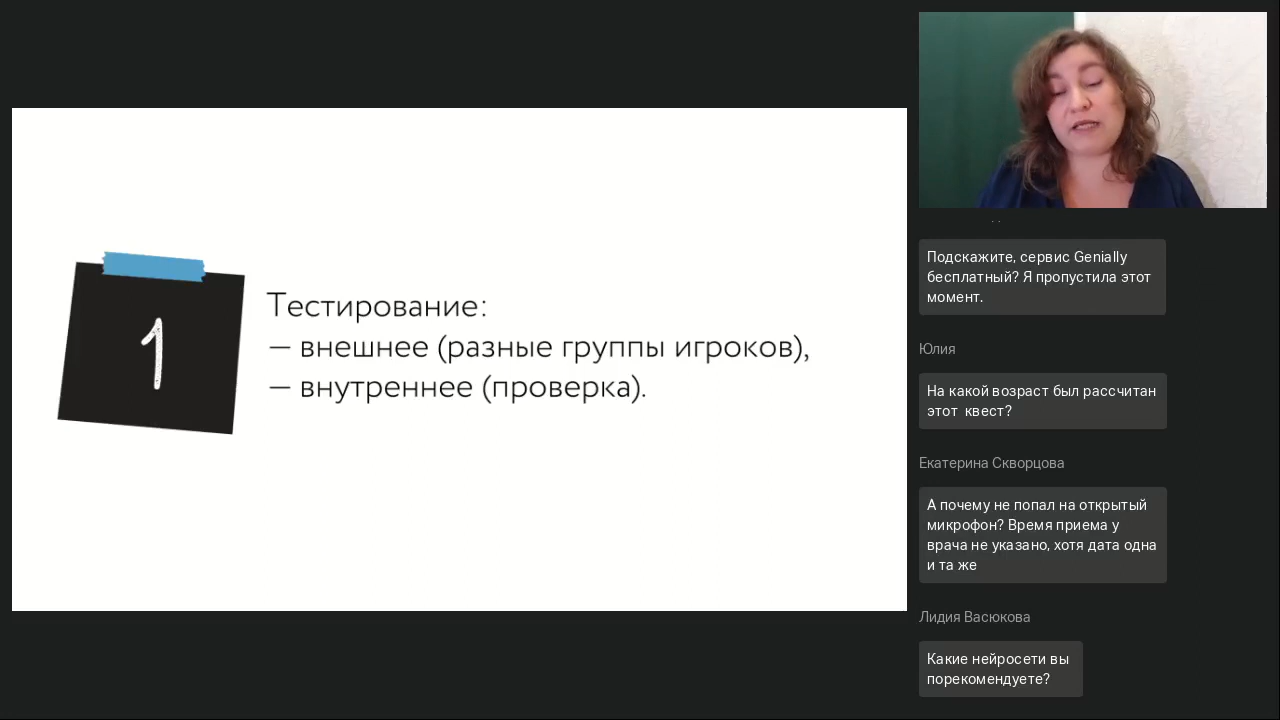 1
Тестирование:
— внешнее (разные группы игроков),
— внутреннее (проверка).
Подскажите, сервис Genially
бесплатный? Я пропустила этот
момент.
Юлия
На какой возраст был рассчитан
этот квест?
Екатерина Скворцова
А почему не попал на открытый
микрофон? Время приема у
врача не указано, хотя дата одна
и та же
Лидия Васюкова
Какие нейросети вы
порекомендуете?